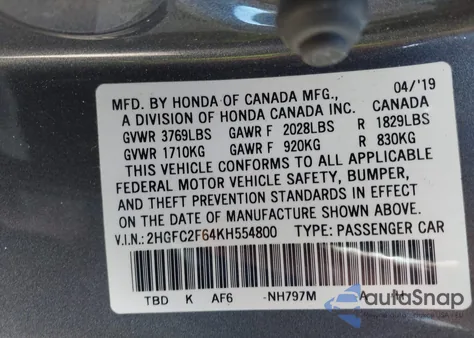 MFD. BY HONDA OF CANADA MFG., 04/'19
A DIVISION OF HONDA CANADA INC. CANADA
GVWR 3769LBS GAWR F 2028LBS R 1829LBS
GVWR 1710KG GAWR F 920KG R 830KG
THIS VEHICLE CONFORMS TO ALL APPLICABLE
FEDERAL MOTOR VEHICLE SAFETY, BUMPER,
AND THEFT PREVENTION STANDARDS IN EFFECT
ON THE DATE OF MANUFACTURE SHOWN ABOVE.
V.I.N.: 2HGFC2F64KH554800 TYPE: PASSENGER CAR
TBD K AF6 -NH797M A
autoSnap